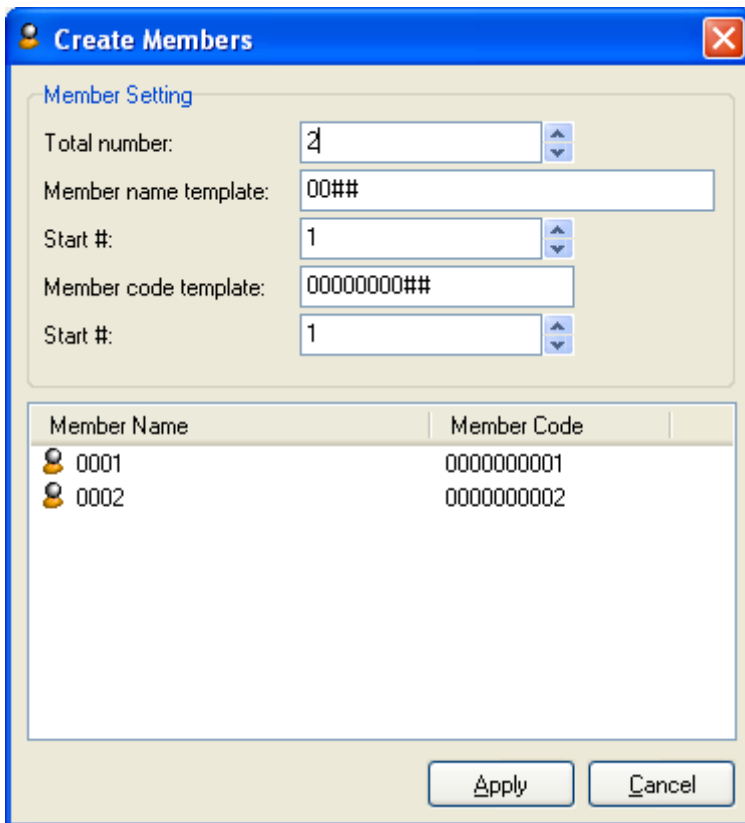 Create Members
Member Setting
Total number: 2
Member name template: 00##
Start #: 1
Member code template: 00000000##
Start #: 1
Member Name Member Code
0001 0000000001
0002 0000000002
Apply Cancel